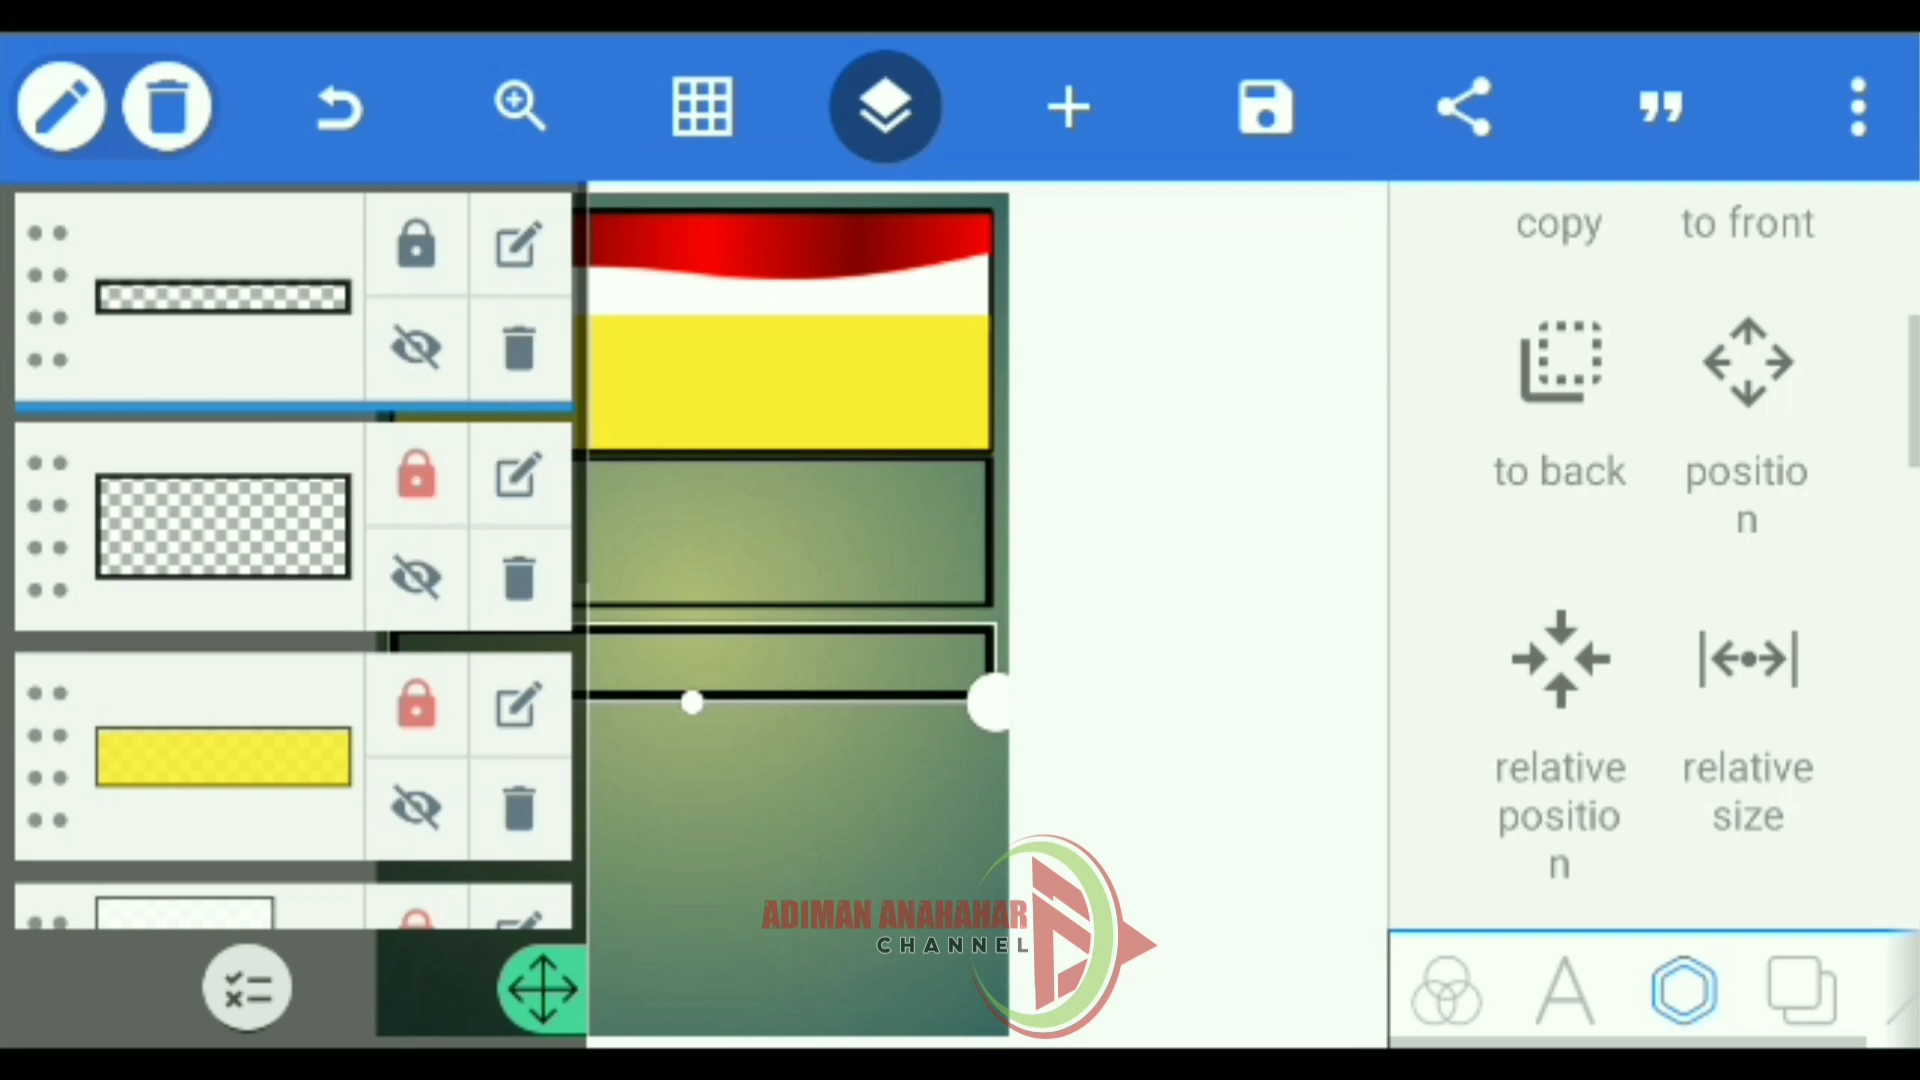 copy
to front
to back
positio
n
relative
positio
n
relative
size
ADIMAN ANAHAHAR
CHANNEL